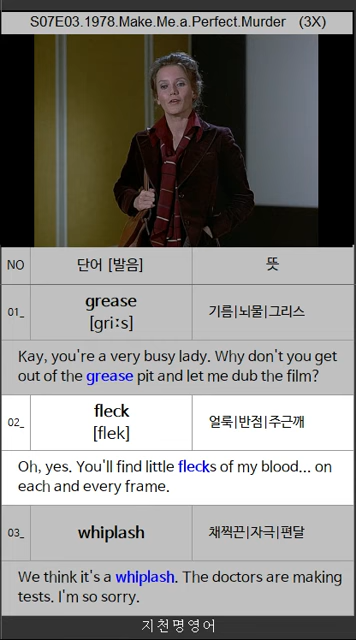 S07E03.1978.Make.Me.a.Perfect.Murder (3X)
NO 단어 [발음] 뜻
01_ grease [griːs] 기름|뇌물|그리스
Kay, you're a very busy lady. Why don't you get
out of the grease pit and let me dub the film?
02_ fleck [flek] 얼룩|반점|주근깨
Oh, yes. You'll find little flecks of my blood... on
each and every frame.
03_ whiplash 채찍끈|자극|편달
We think it's a whiplash. The doctors are making
tests. I'm so sorry.
지천명영어